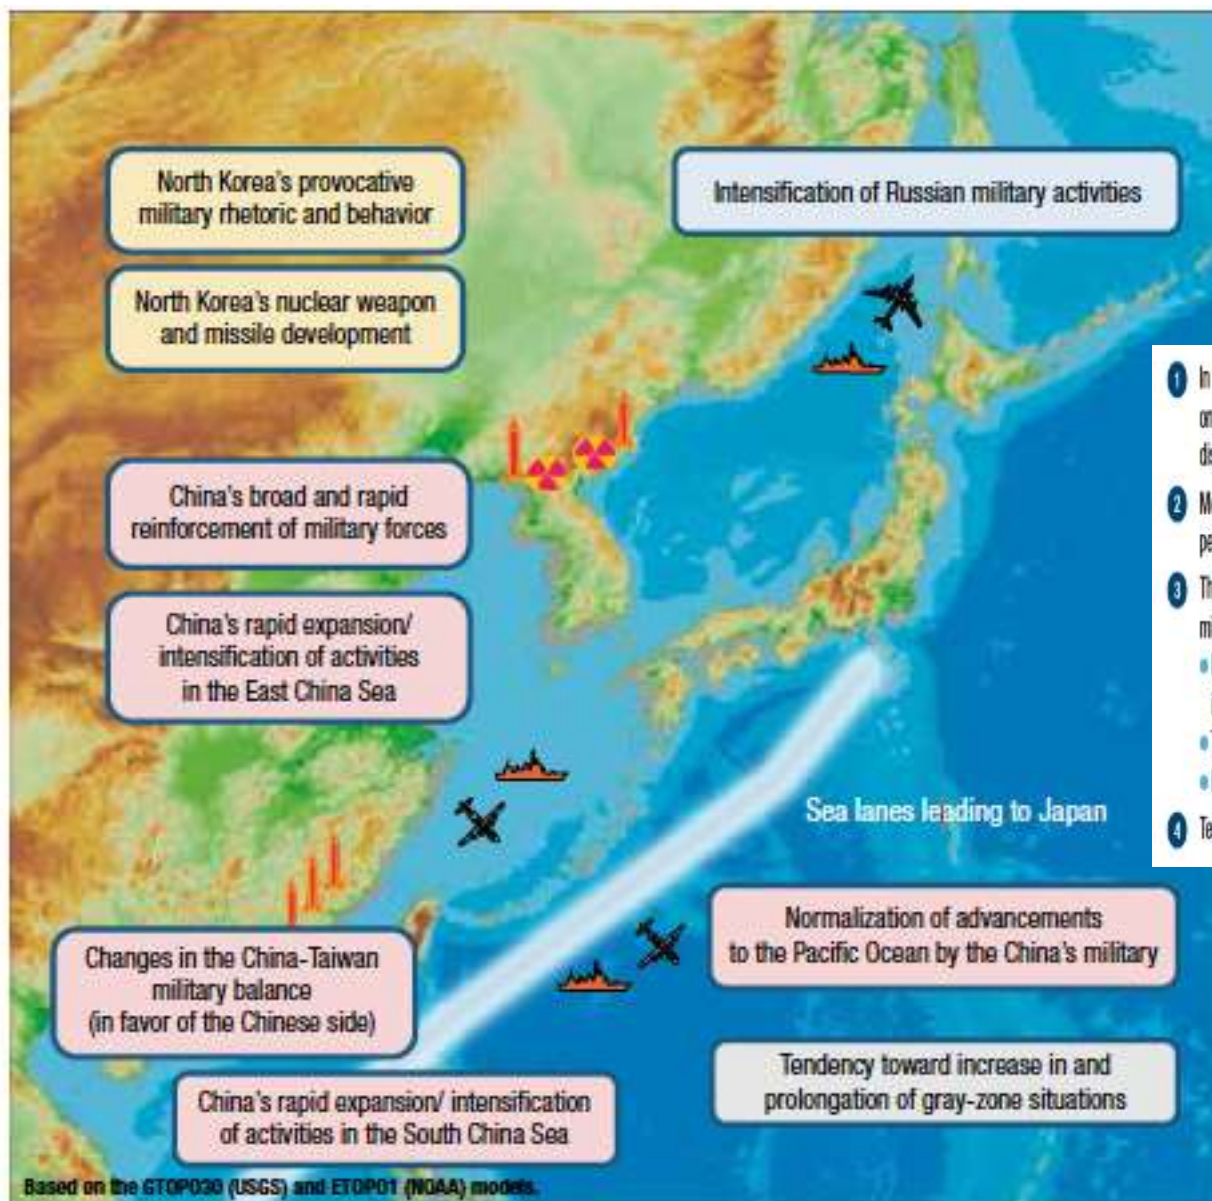 North Korea's provocative
military rhetoric and behavior
Intensification of Russian military activities
North Korea's nuclear weapon
and missile development
China's broad and rapid
reinforcement of military forces
China's rapid expansion/
intensification of activities
in the East China Sea
Sea lanes leading to Japan
Changes in the China-Taiwan
military balance
(in favor of the Chinese side)
Normalization of advancements
to the Pacific Ocean by the China's military
Tendency toward increase in and
prolongation of gray-zone situations
China's rapid expansion/ intensification
of activities in the South China Sea
Based on the GTOPO30 (USGS) and ETOPO1 (NOAA) models.
1 In
2
3
4